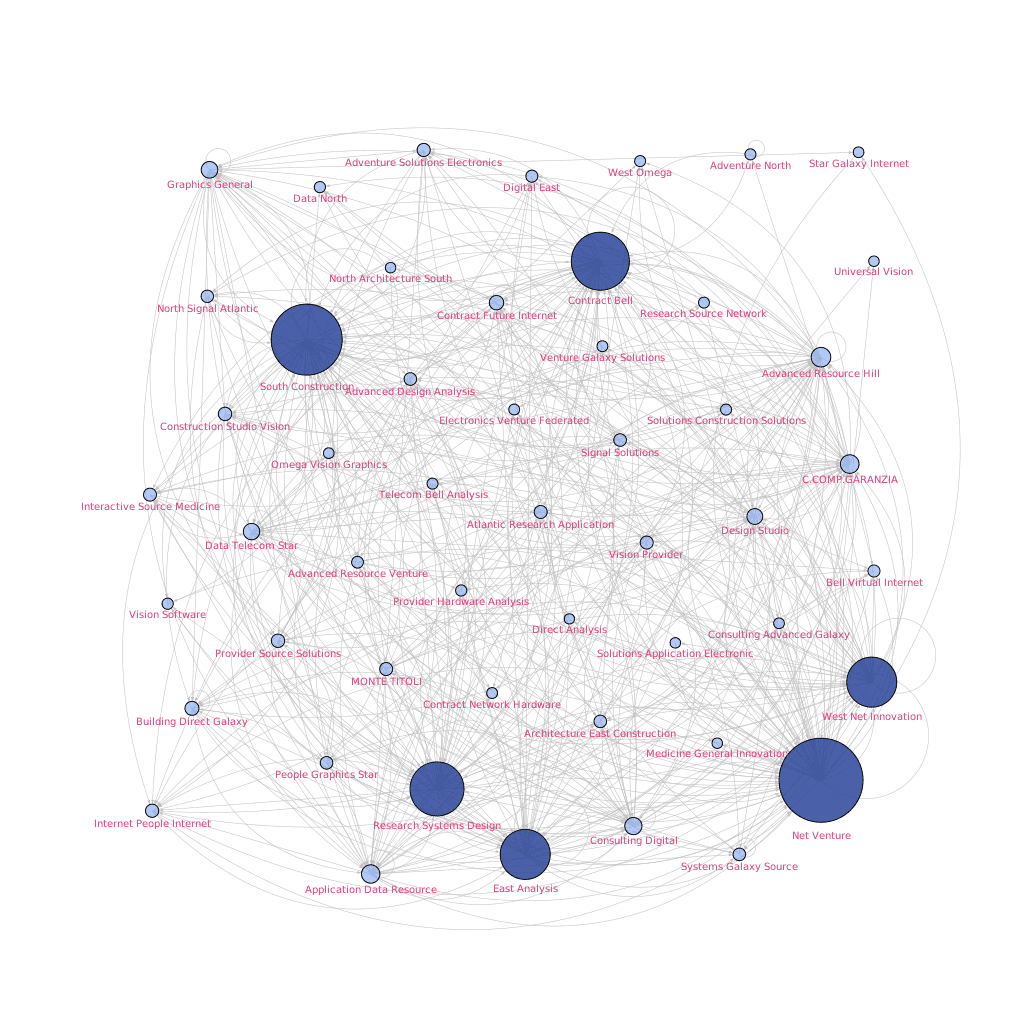 Adventure Solutions Electronics
Graphics General
Data North
Digital East
West Omega
Adventure North
Star Galaxy Internet
Universal Vision
North Architecture South
Contract Bell
North Signal Atlantic
Contract Future Internet
Research Source Network
Venture Galaxy Solutions
Advanced Resource Hill
South Construction
Advanced Design Analysis
Construction Studio Vision
Electronics Venture Federated
Solutions Construction Solutions
Omega Vision Graphics
Signal Solutions
C.COMP.GARANZIA
Telecom Bell Analysis
Interactive Source Medicine
Atlantic Research Application
Design Studio
Data Telecom Star
Vision Provider
Advanced Resource Venture
Bell Virtual Internet
Provider Hardware Analysis
Vision Software
Direct Analysis
Consulting Advanced Galaxy
Provider Source Solutions
Solutions Application Electronic
MONTE TITOLI
Contract Network Hardware
West Net Innovation
Building Direct Galaxy
Architecture East Construction
Medicine General Innovation
People Graphics Star
Internet People Internet
Research Systems Design
Net Venture
Consulting Digital
Systems Galaxy Source
Application Data Resource
East Analysis